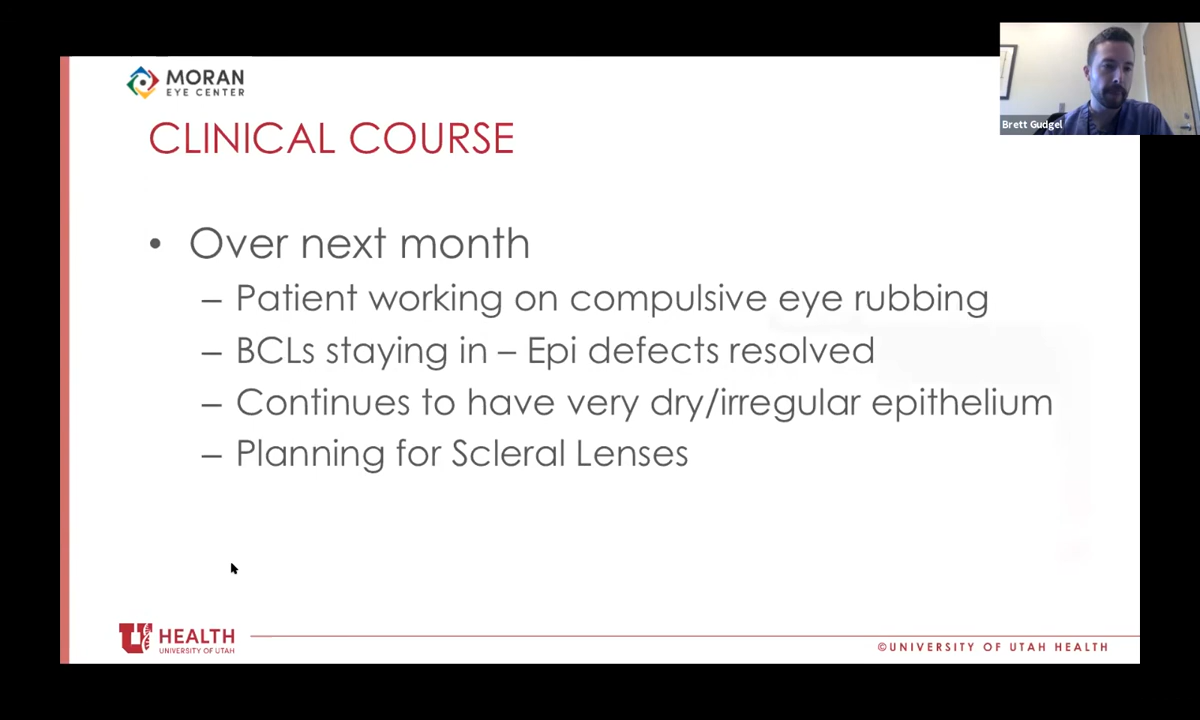 MORAN
EYE CENTER
Brett Gudgel
CLINICAL COURSE
• Over next month
– Patient working on compulsive eye rubbing
– BCLs staying in – Epi defects resolved
– Continues to have very dry/irregular epithelium
– Planning for Scleral Lenses
U HEALTH
UNIVERSITY OF UTAH
©UNIVERSITY OF UTAH HEALTH